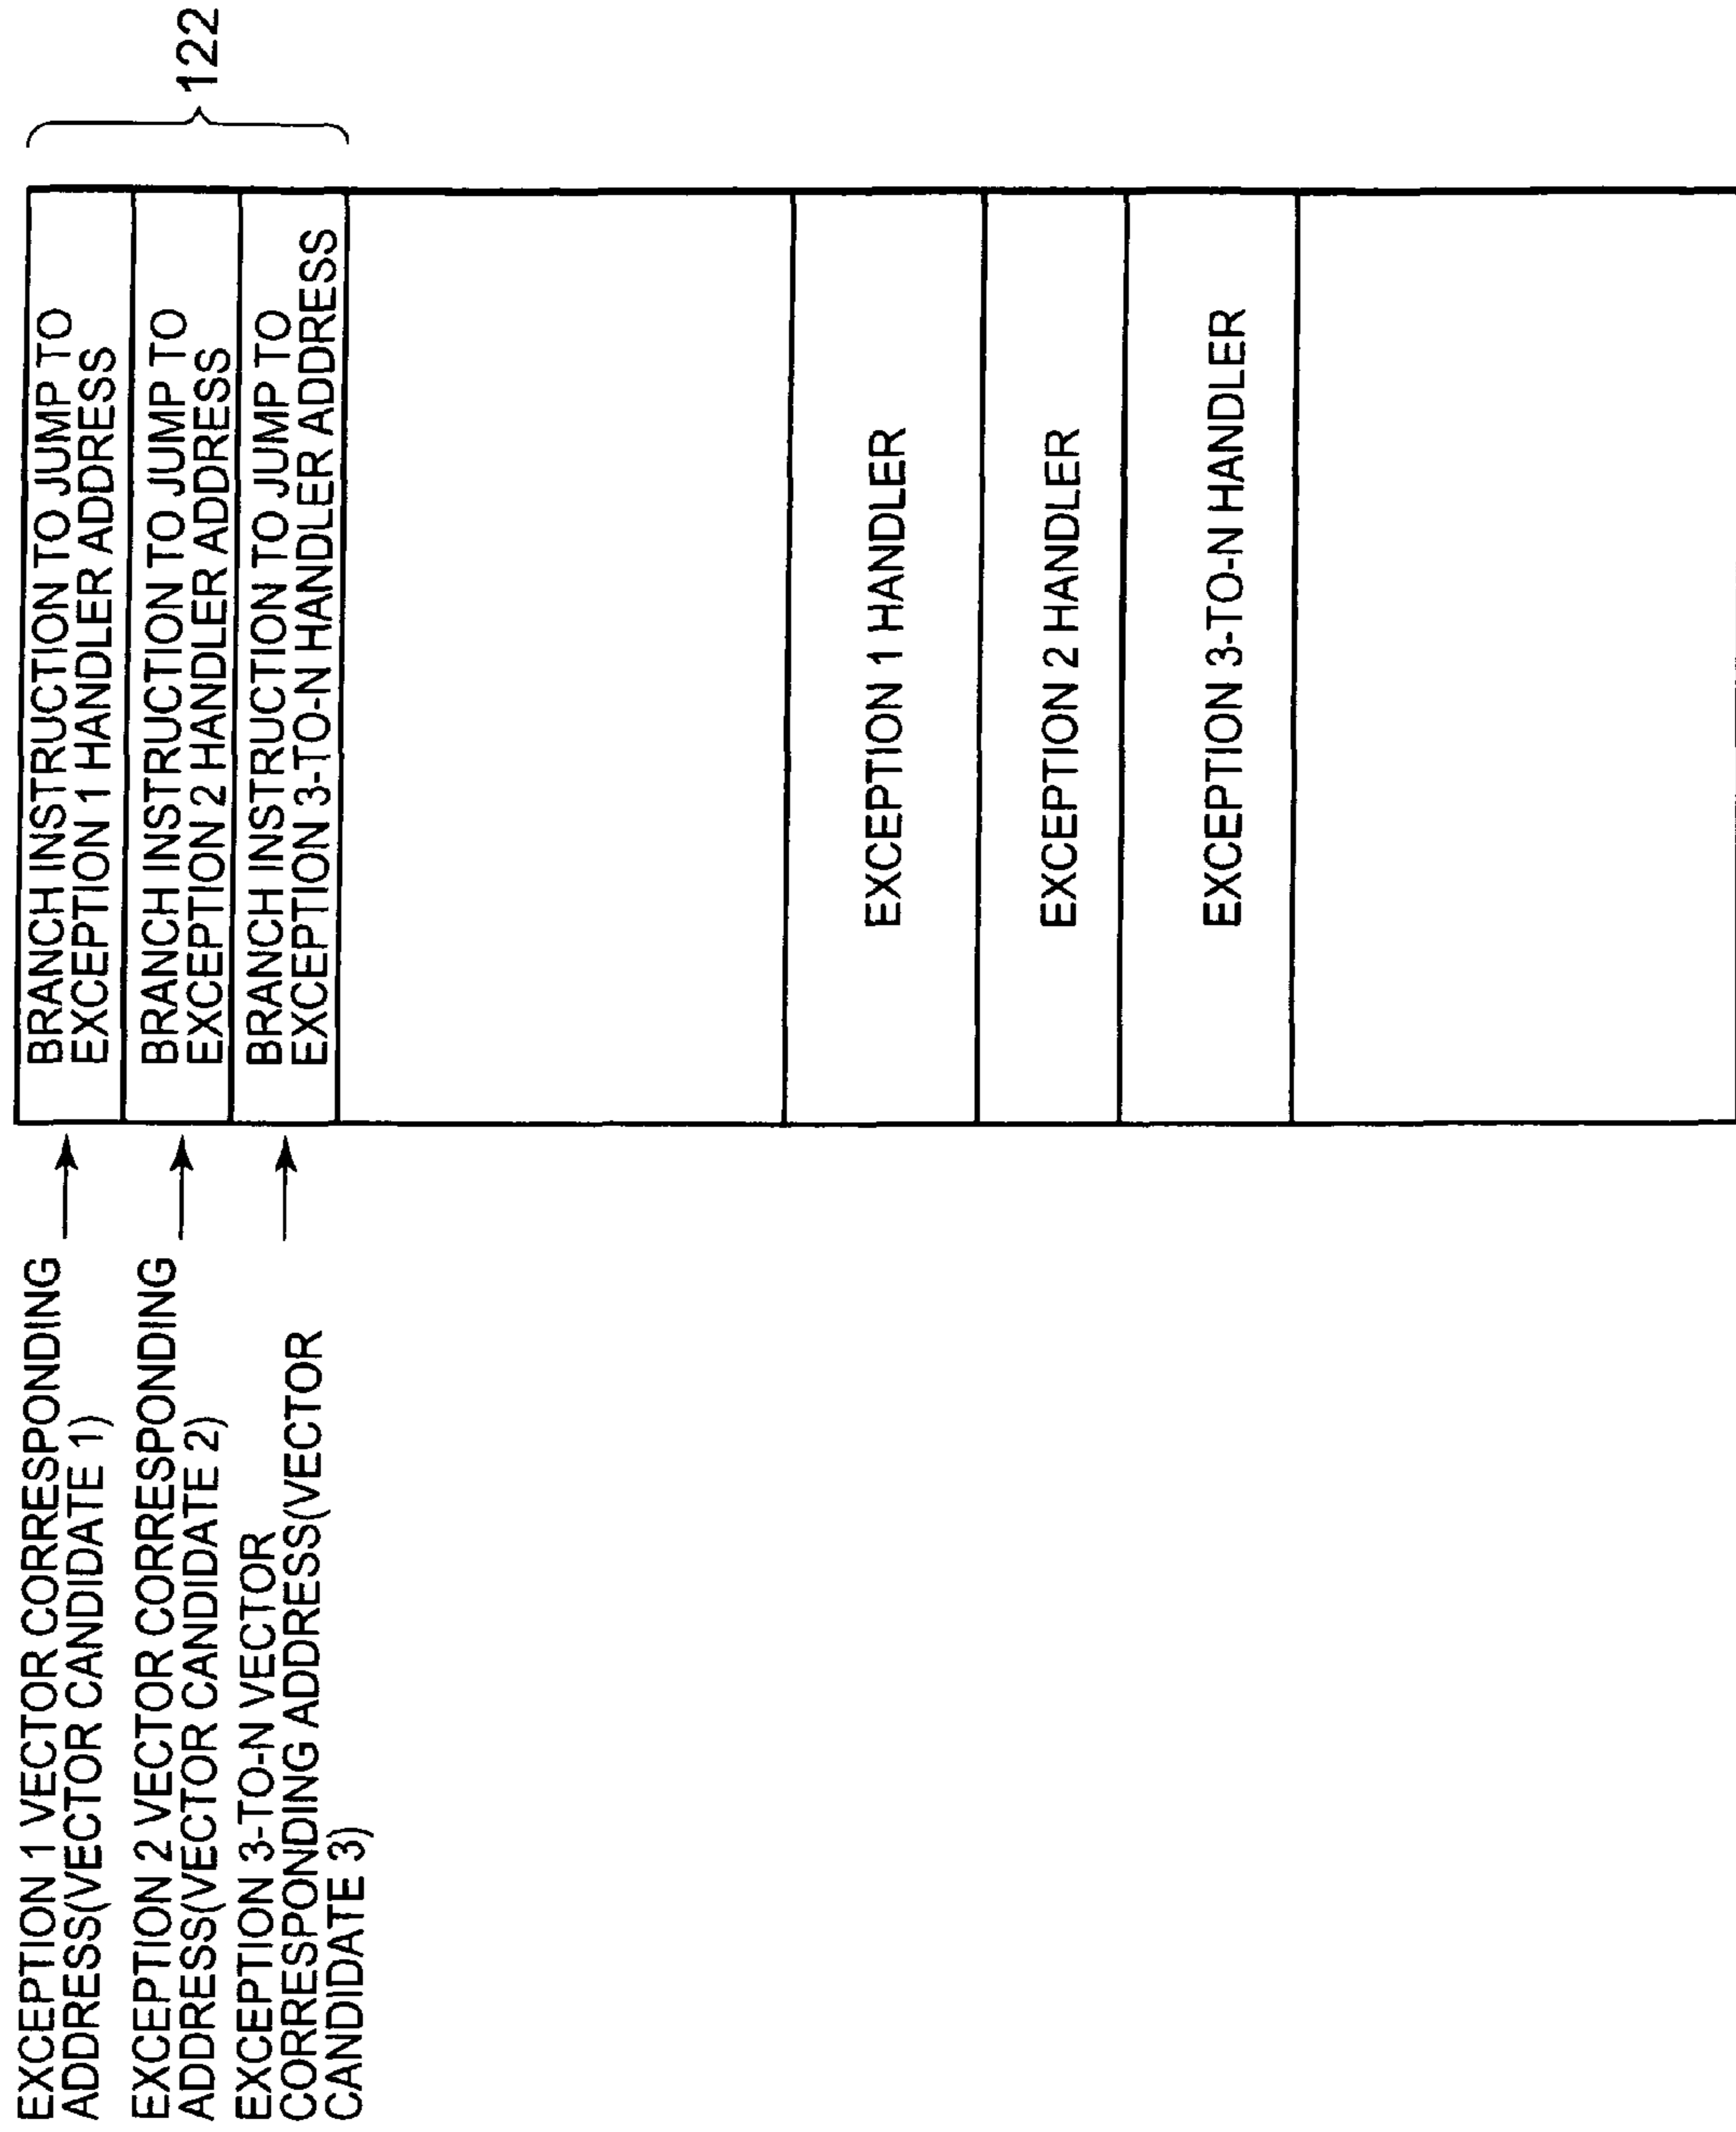 EXCEPTION 1 VECTOR CORRESPONDING
ADDRESS(VECTOR CANDIDATE 1)
EXCEPTION 2 VECTOR CORRESPONDING
ADDRESS(VECTOR CANDIDATE 2)
EXCEPTION 3-TO-N VECTOR
CORRESPONDING ADDRESS(VECTOR
CANDIDATE 3)
BRANCH INSTRUCTION TO JUMP TO
EXCEPTION 1 HANDLER ADDRESS
BRANCH INSTRUCTION TO JUMP TO
EXCEPTION 2 HANDLER ADDRESS
BRANCH INSTRUCTION TO JUMP TO
EXCEPTION 3-TO-N HANDLER ADDRESS
122
EXCEPTION 1 HANDLER
EXCEPTION 2 HANDLER
EXCEPTION 3-TO-N HANDLER